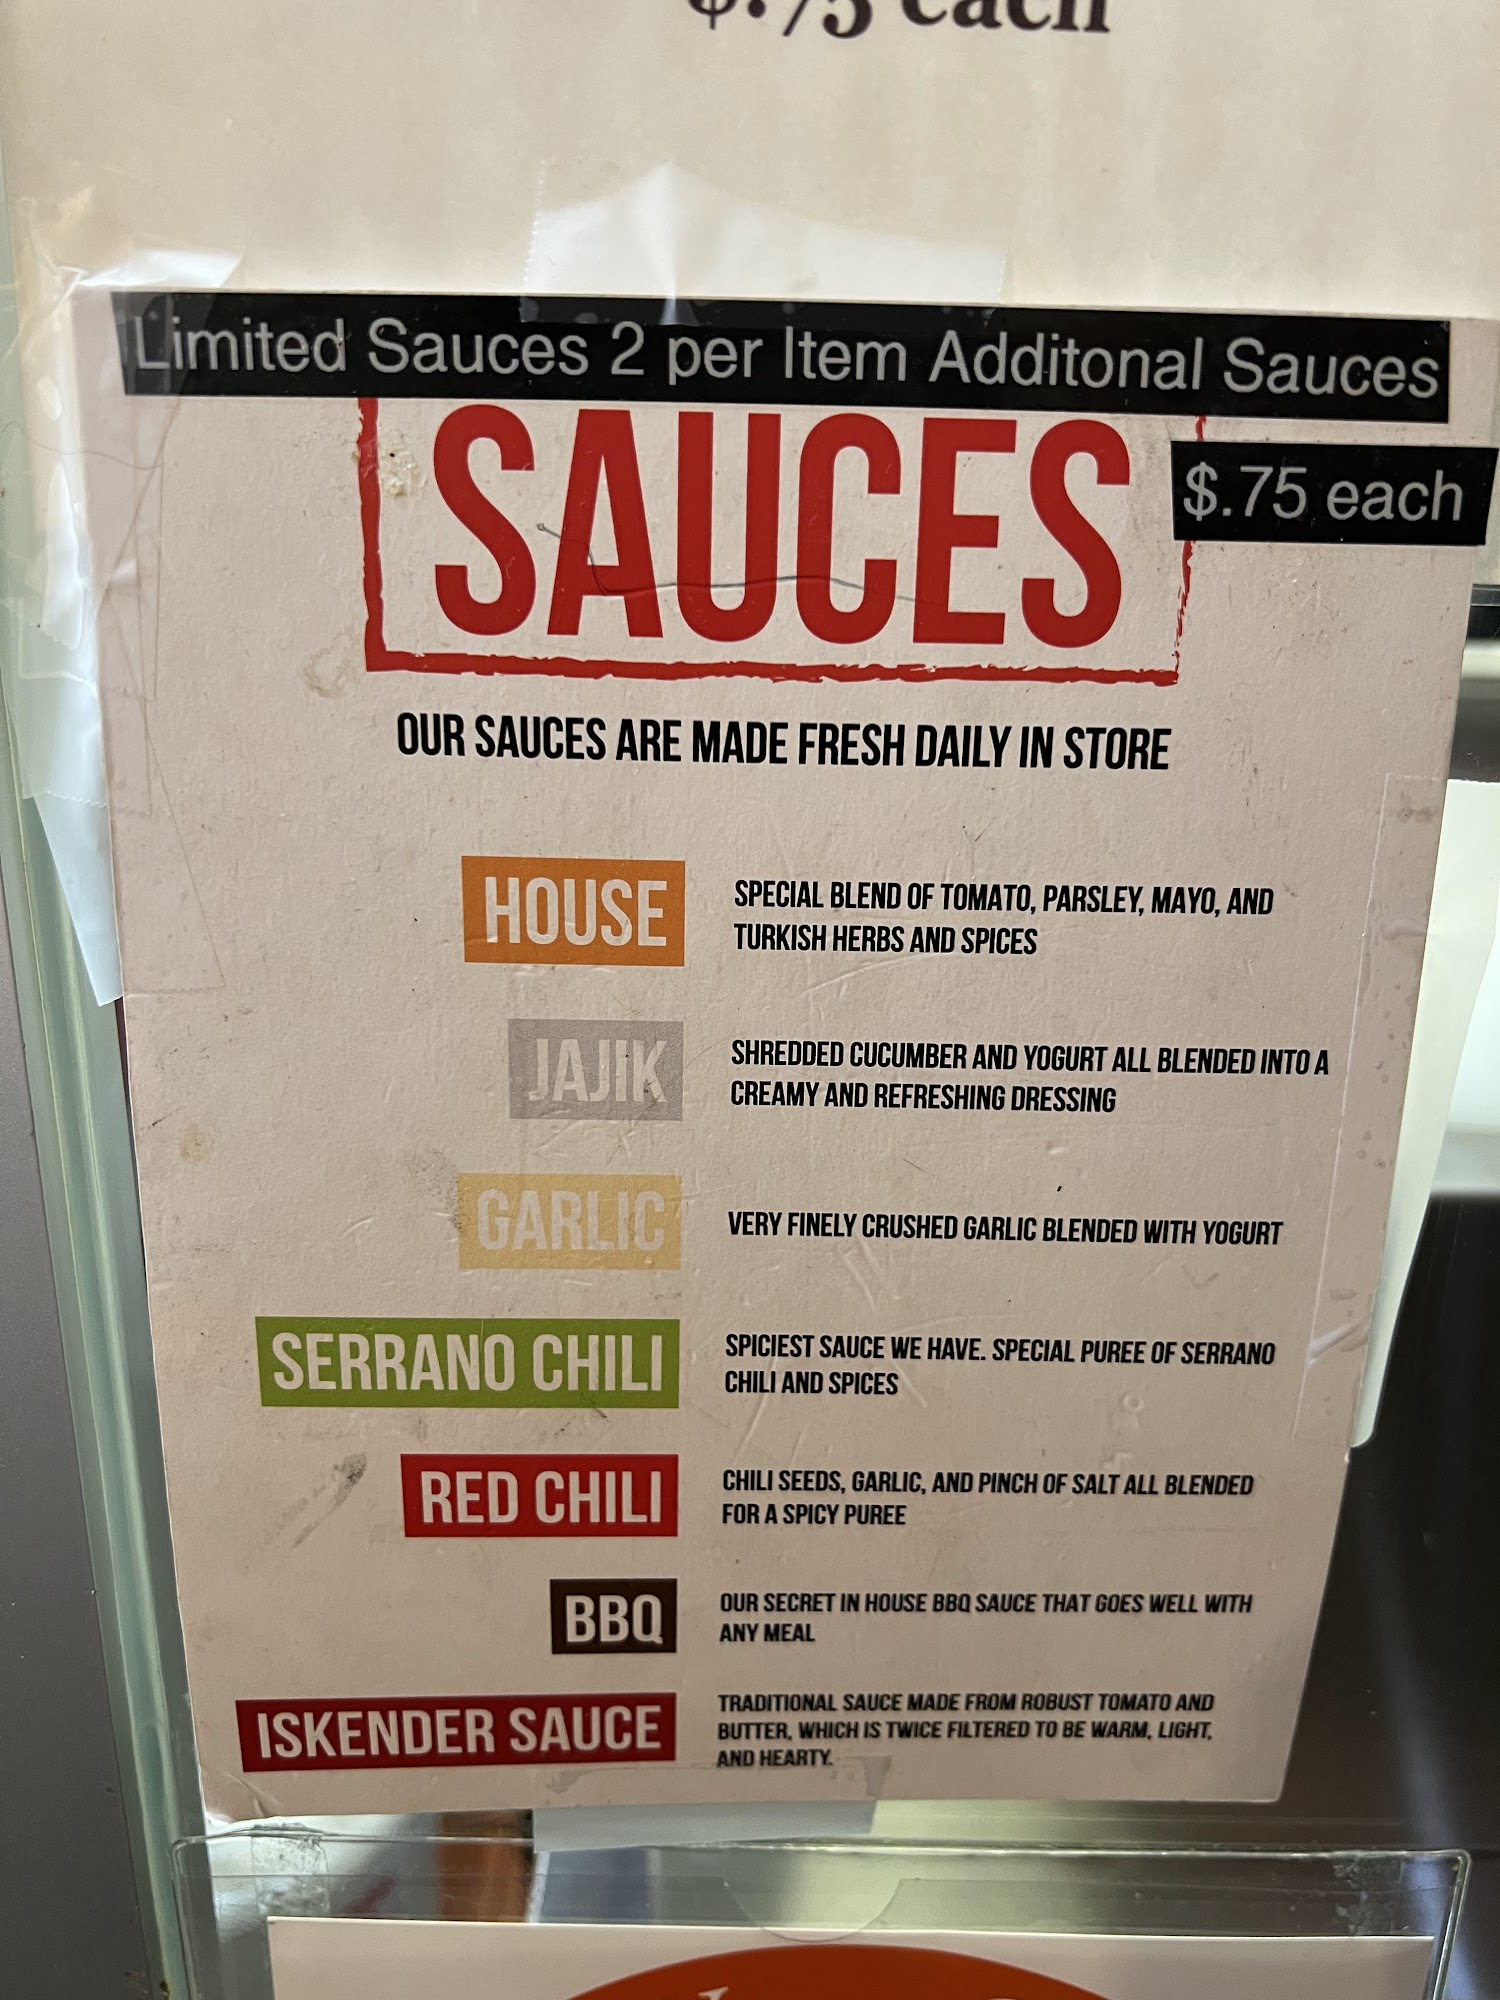 $.75 each
Limited Sauces 2 per Item Additonal Sauces
$.75 each
SAUCES
OUR SAUCES ARE MADE FRESH DAILY IN STORE
HOUSE
SPECIAL BLEND OF TOMATO, PARSLEY, MAYO, AND
TURKISH HERBS AND SPICES
JAJIK
SHREDDED CUCUMBER AND YOGURT ALL BLENDED INTO A
CREAMY AND REFRESHING DRESSING
GARLIC
VERY FINELY CRUSHED GARLIC BLENDED WITH YOGURT
SERRANO CHILI
SPICIEST SAUCE WE HAVE. SPECIAL PUREE OF SERRANO
CHILI AND SPICES
RED CHILI
CHILI SEEDS, GARLIC, AND PINCH OF SALT ALL BLENDED
FOR A SPICY PUREE
BBQ
OUR SECRET IN HOUSE BBQ SAUCE THAT GOES WELL WITH
ANY MEAL
ISKENDER SAUCE
TRADITIONAL SAUCE MADE FROM ROBUST TOMATO AND
BUTTER, WHICH IS TWICE FILTERED TO BE WARM, LIGHT,
AND HEARTY.